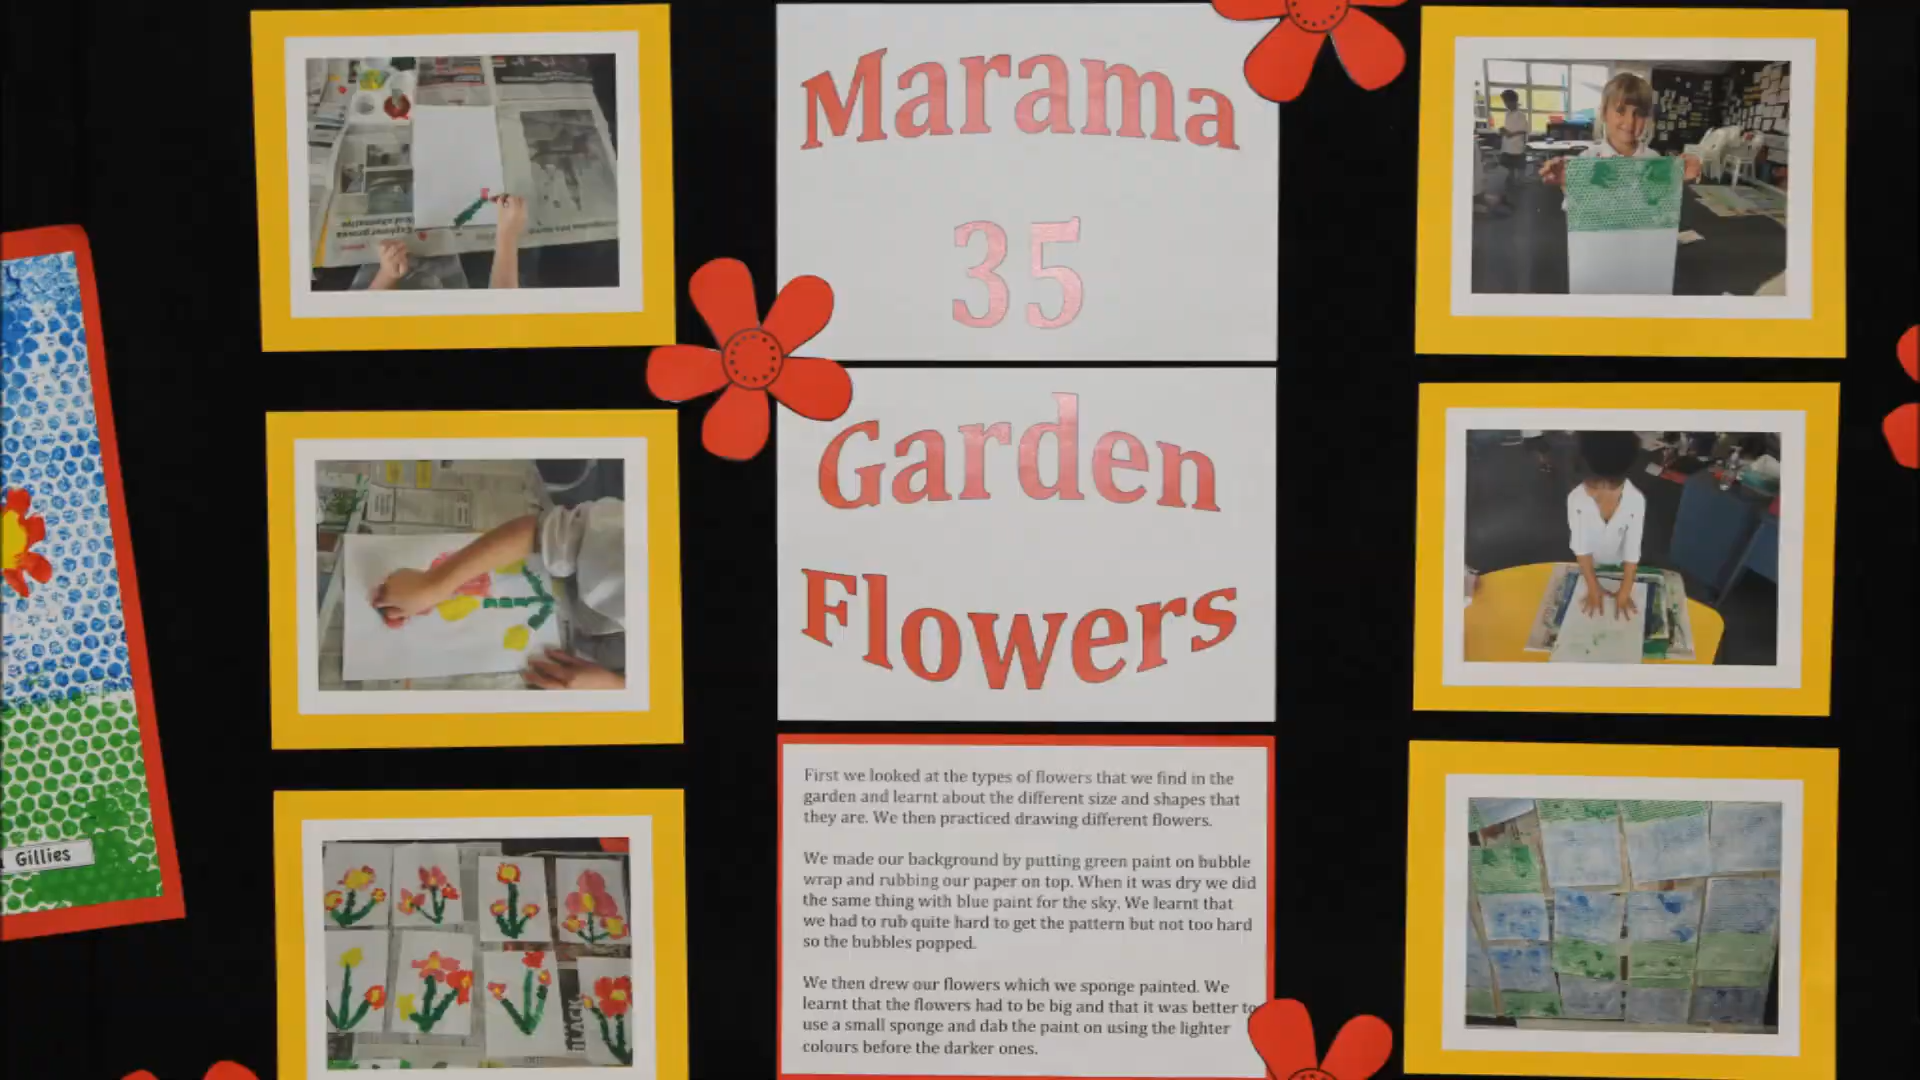 Marama
35
Garden
Flowers
First we looked at the types of flowers that we find in the
garden and learnt about the different size and shapes that
they are. We then practiced drawing different flowers.
We made our background by putting green paint on bubble
wrap and rubbing our paper on top. When it was dry we did
the same thing with blue paint for the sky. We learnt that
we had to rub quite hard to get the pattern but not too hard
so the bubbles popped.
We then drew our flowers which we sponge painted. We
learnt that the flowers had to be big and that it was better to
use a small sponge and dab the paint on using the lighter
colours before the darker ones.
Gillies
BLACK